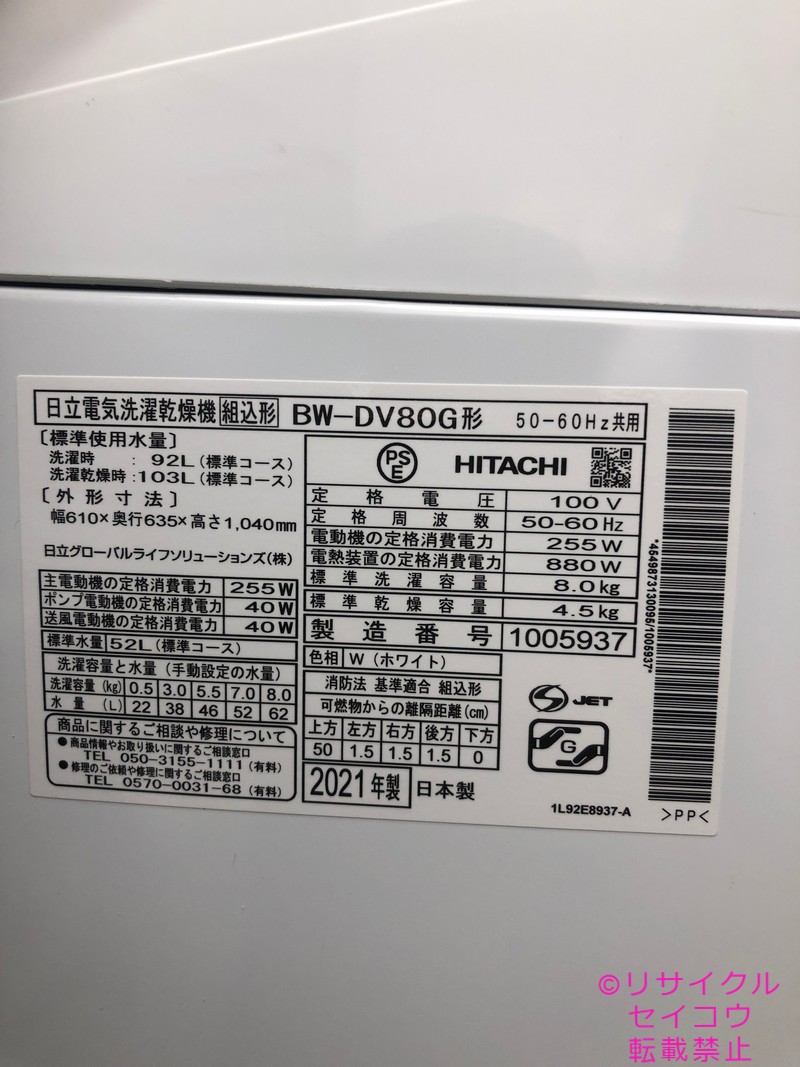 日立電気洗濯乾燥機 組込形 BW-DV80G形 50-60Hz共用
〔標準使用水量〕
洗濯時 : 92L(標準コース)
洗濯乾燥時:103L(標準コース)
〔外形寸法〕
幅610×奥行635×高さ1,040mm
日立グローバルライフソリューションズ(株)
主電動機の定格消費電力 255W
ポンプ電動機の定格消費電力 40W
送風電動機の定格消費電力 40W
標準水量 52L(標準コース)
洗濯容量と水量(手動設定の水量)
洗濯容量(kg) 0.5 3.0 5.5 7.0 8.0
水量(L) 22 38 46 52 62
商品に関するご相談や修理について
●商品情報やお取り扱いに関するご相談窓口
TEL 050-3155-1111(有料)
●修理のご依頼や修理に関するご相談窓口
TEL 0570-0031-68(有料)
PSE HITACHI
定格電圧 100V
定格周波数 50-60Hz
電動機の定格消費電力 255W
電熱装置の定格消費電力 880W
標準洗濯容量 8.0kg
標準乾燥容量 4.5kg
製造番号 1005937
色相 W(ホワイト)
消防法 基準適合 組込形
可燃物からの離隔距離(cm)
上方 左方 右方 後方 下方
50 1.5 1.5 1.5 0
2021年製 日本製
S JET
G
1L92E8937-A
*4549873130095/1005937*
>PP<
©リサイクル
セイコウ
転載禁止